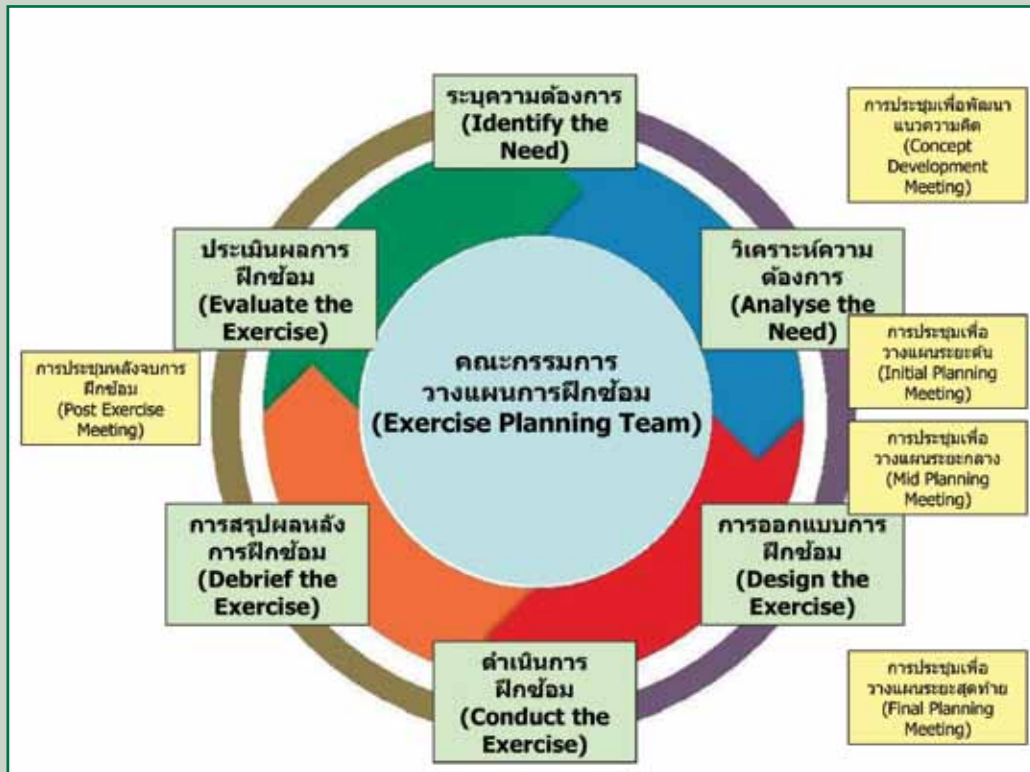 ระบุความต้องการ
(Identify the
Need)
การประชุมเพื่อพัฒนา
แนวความคิด
(Concept
Development
Meeting)
วิเคราะห์ความ
ต้องการ
(Analyse the
Need)
การประชุมเพื่อ
วางแผนระยะต้น
(Initial Planning
Meeting)
การประชุมเพื่อ
วางแผนระยะกลาง
(Mid Planning
Meeting)
การออกแบบการ
ฝึกซ้อม
(Design the
Exercise)
การประชุมเพื่อ
วางแผนระยะสุดท้าย
(Final Planning
Meeting)
ดำเนินการ
ฝึกซ้อม
(Conduct the
Exercise)
การสรุปผลหลัง
การฝึกซ้อม
(Debrief the
Exercise)
การประชุมหลังจบการ
ฝึกซ้อม
(Post Exercise
Meeting)
ประเมินผลการ
ฝึกซ้อม
(Evaluate the
Exercise)
คณะกรรมการ
วางแผนการฝึกซ้อม
(Exercise Planning Team)